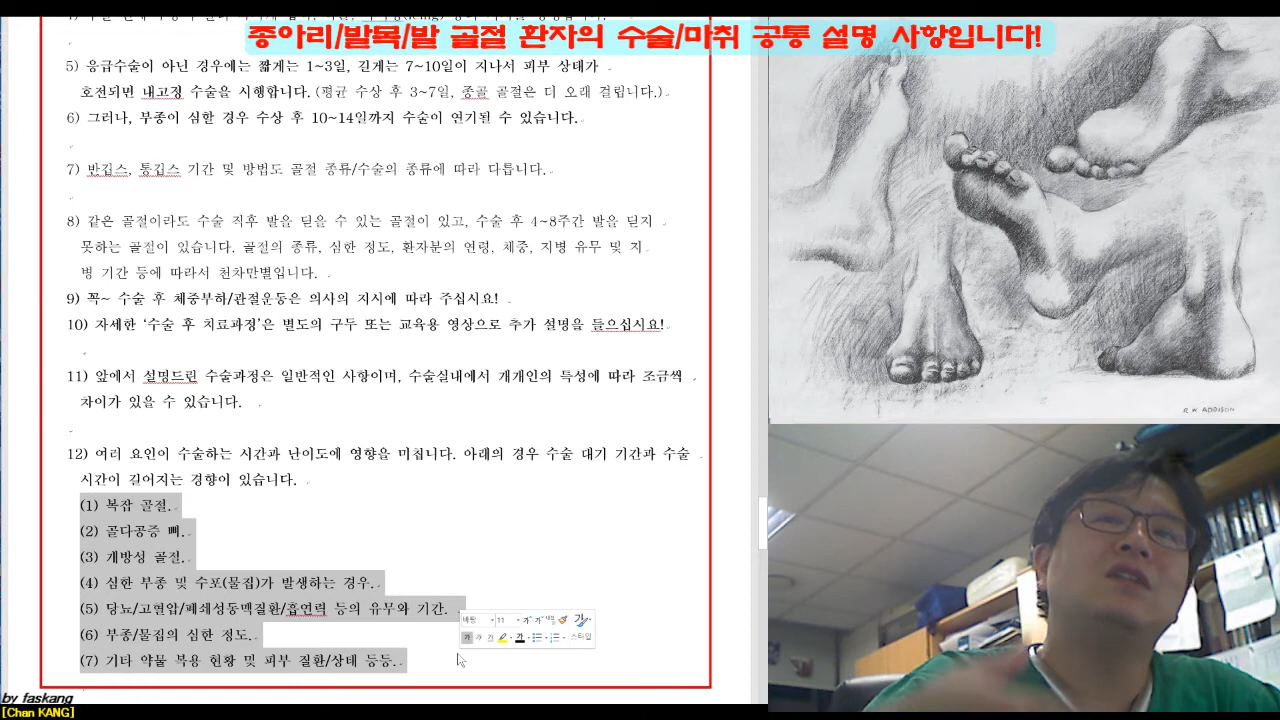 종아리/발목/발 골절 환자의 수술/마취 공통 설명 사항입니다!
5) 응급수술이 아닌 경우에는 짧게는 1~3일, 길게는 7~10일이 지나서 피부 상태가
호전되면 내고정 수술을 시행합니다. (평균 수상 후 3~7일, 종골 골절은 더 오래 걸립니다.)
6) 그러나, 부종이 심할 경우 수상 후 10~14일까지 수술이 연기될 수 있습니다.
7) 반깁스, 통깁스 기간 및 방법도 골절 종류/수술의 종류에 따라 다릅니다.
8) 같은 골절이라도 수술 직후 발을 딛을 수 있는 골절이 있고, 수술 후 4~8주간 발을 딛지
못하는 골절이 있습니다. 골절의 종류, 심한 정도, 환자분의 연령, 체중, 지병 유무 및 지
병 기간 등에 따라서 천차만별입니다.
9) 꼭~ 수술 후 체중부하/관절운동은 의사의 지시에 따라 주십시요!
10) 자세한 '수술 후 치료과정'은 별도의 구두 또는 교육용 영상으로 추가 설명을 들으십시요!
11) 앞에서 설명드린 수술과정은 일반적인 사항이며, 수술실내에서 개개인의 특성에 따라 조금씩
차이가 있을 수 있습니다.
12) 여러 요인이 수술하는 시간과 난이도에 영향을 미칩니다. 아래의 경우 수술 대기 기간과 수술
시간이 길어지는 경향이 있습니다.
(1) 복잡 골절.
(2) 골다공증 뼈.
(3) 개방성 골절.
(4) 심한 부종 및 수포(물집)가 발생하는 경우.
(5) 당뇨/고혈압/폐쇄성동맥질환/흡연력 등의 유무와 기간.
(6) 부종/물집의 심한 정도.
(7) 기타 약물 복용 현황 및 피부 질환/상태 등등.
바탕 11 가 가
가 가 간 가 스타일
R K ADDISON
by faskang
[Chan KANG]